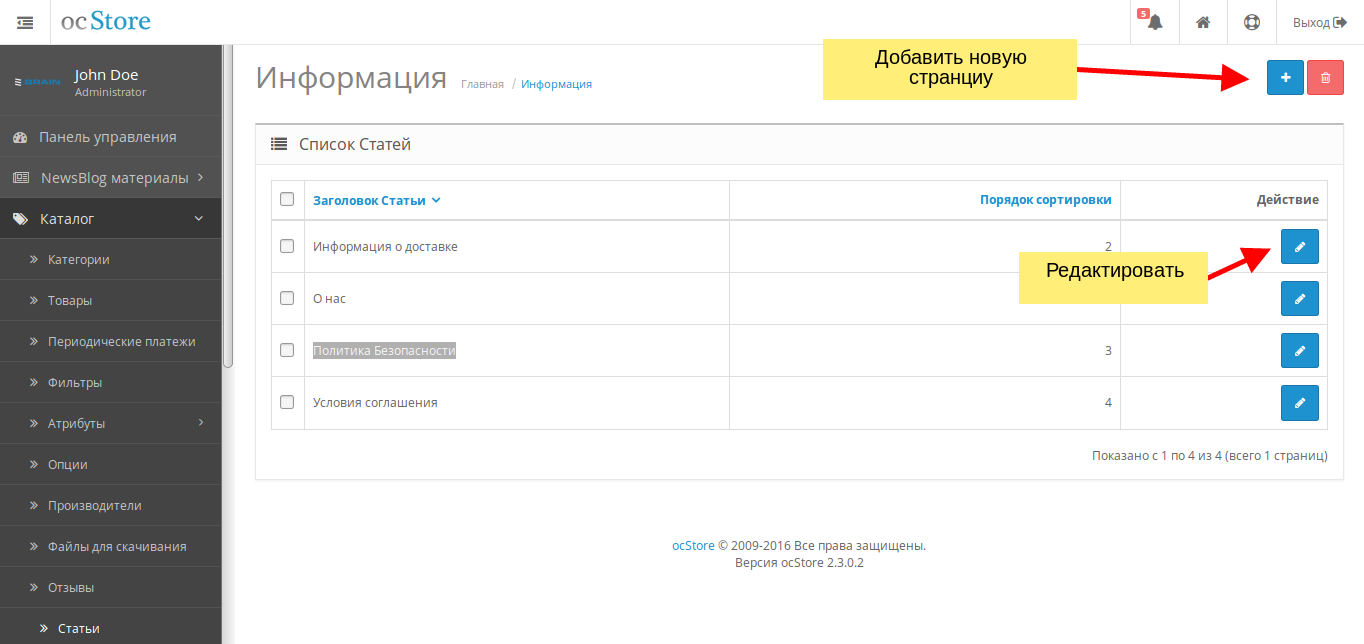 ocStore
5
Выход
John Doe
Administrator
Панель управления
NewsBlog материалы
Каталог
Категории
Товары
Периодические платежи
Фильтры
Атрибуты
Опции
Производители
Файлы для скачивания
Отзывы
Статьи
Информация Главная / Информация
Добавить новую
странциу
Список Статей
Заголовок Статьи Порядок сортировки Действие
Информация о доставке 2
Редактировать
О нас
Политика Безопасности 3
Условия соглашения 4
Показано с 1 по 4 из 4 (всего 1 страниц)
ocStore © 2009-2016 Все права защищены.
Версия ocStore 2.3.0.2